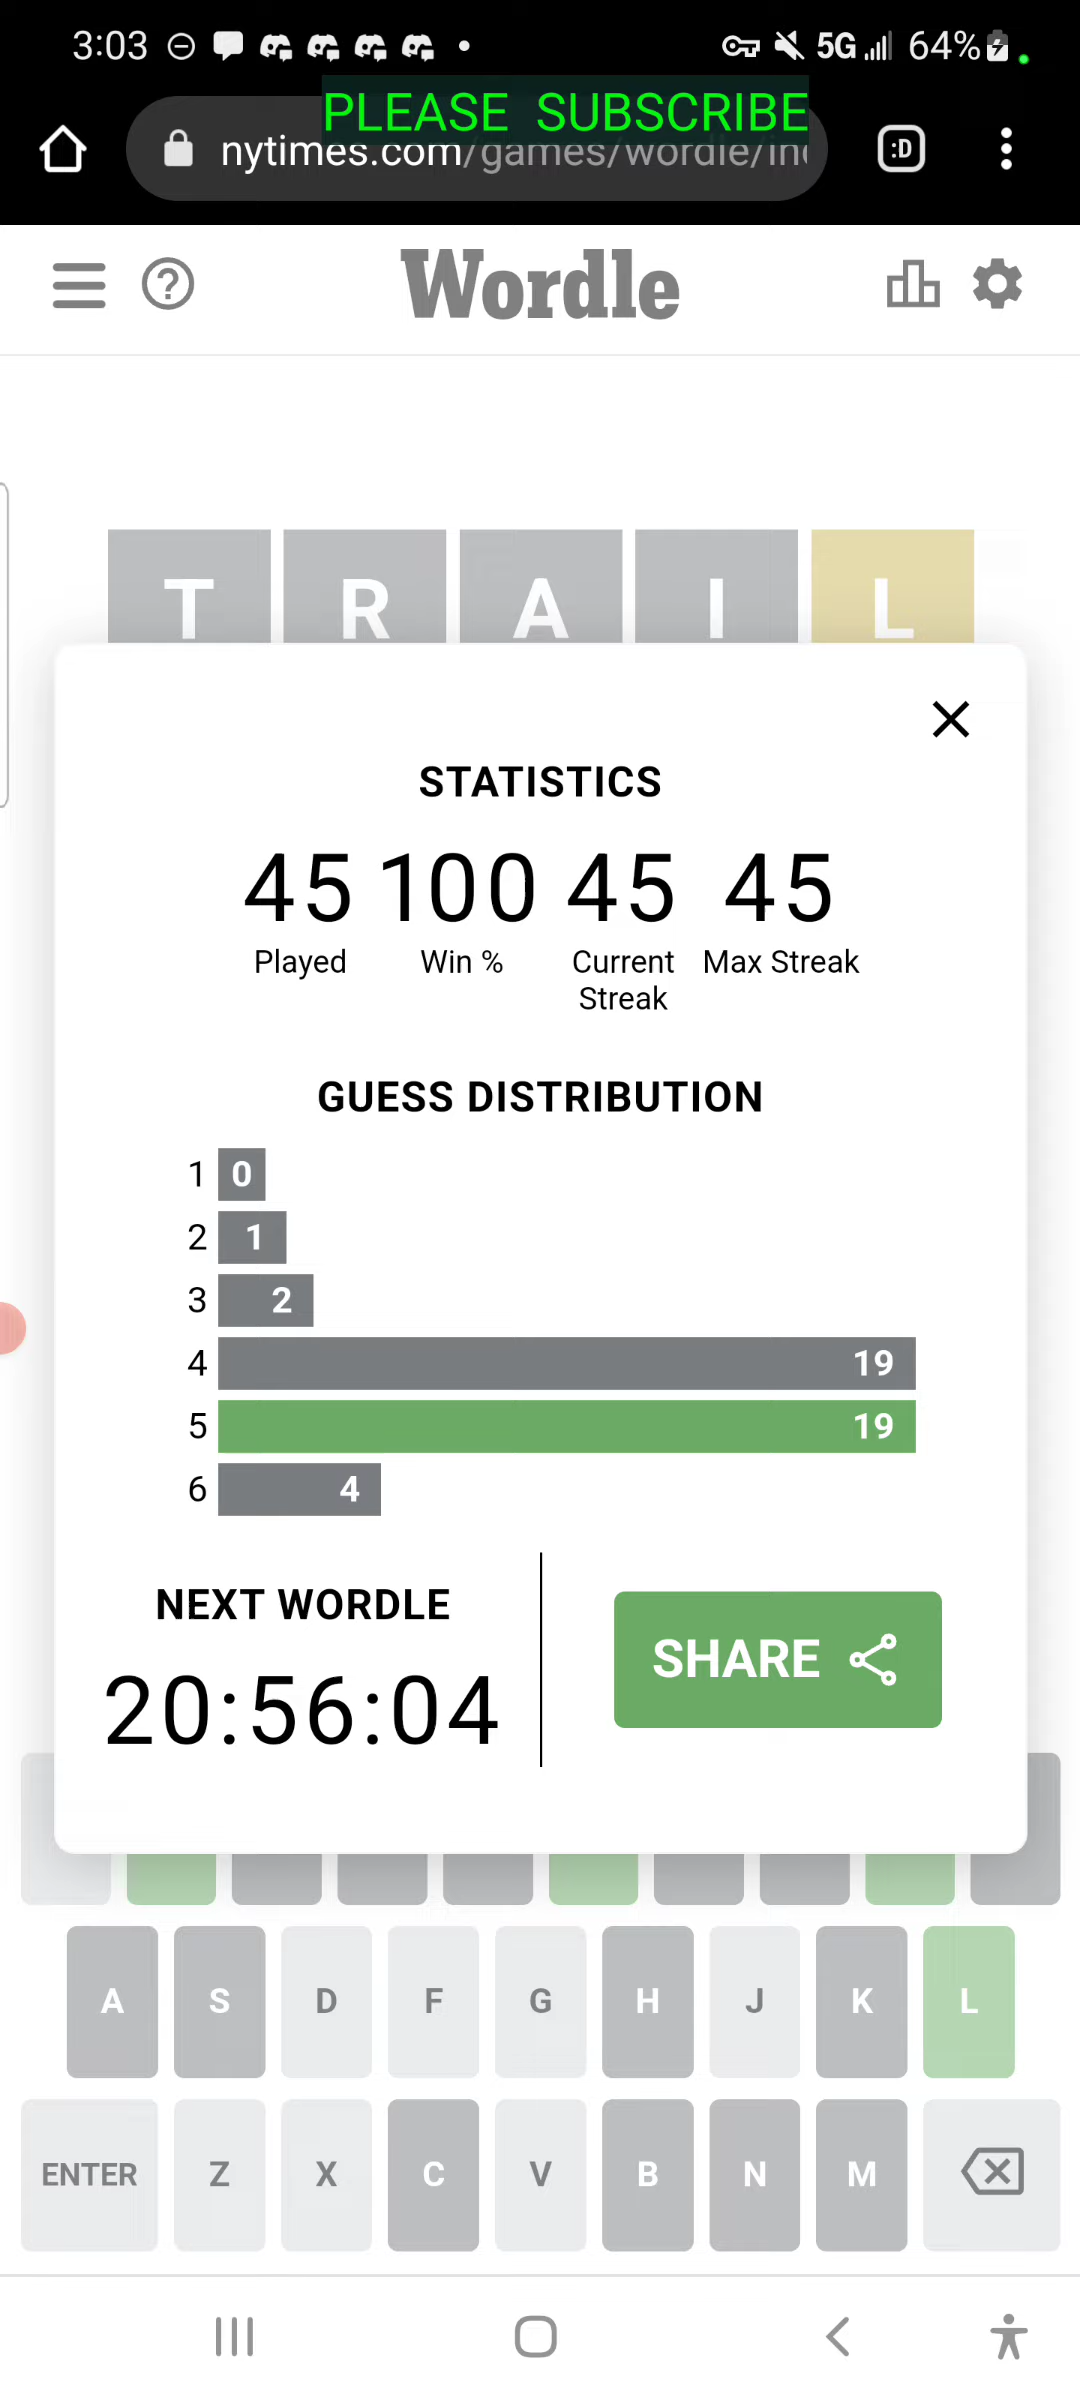 3:03 5G 64%
PLEASE SUBSCRIBE
nytimes.com/games/wordle/in
:D
Wordle
T R A I L
STATISTICS
45 100 45 45
Played Win % Current Streak Max Streak
GUESS DISTRIBUTION
1 0
2 1
3 2
4 19
5 19
6 4
NEXT WORDLE
20:56:04
SHARE
A S D F G H J K L
ENTER Z X C V B N M